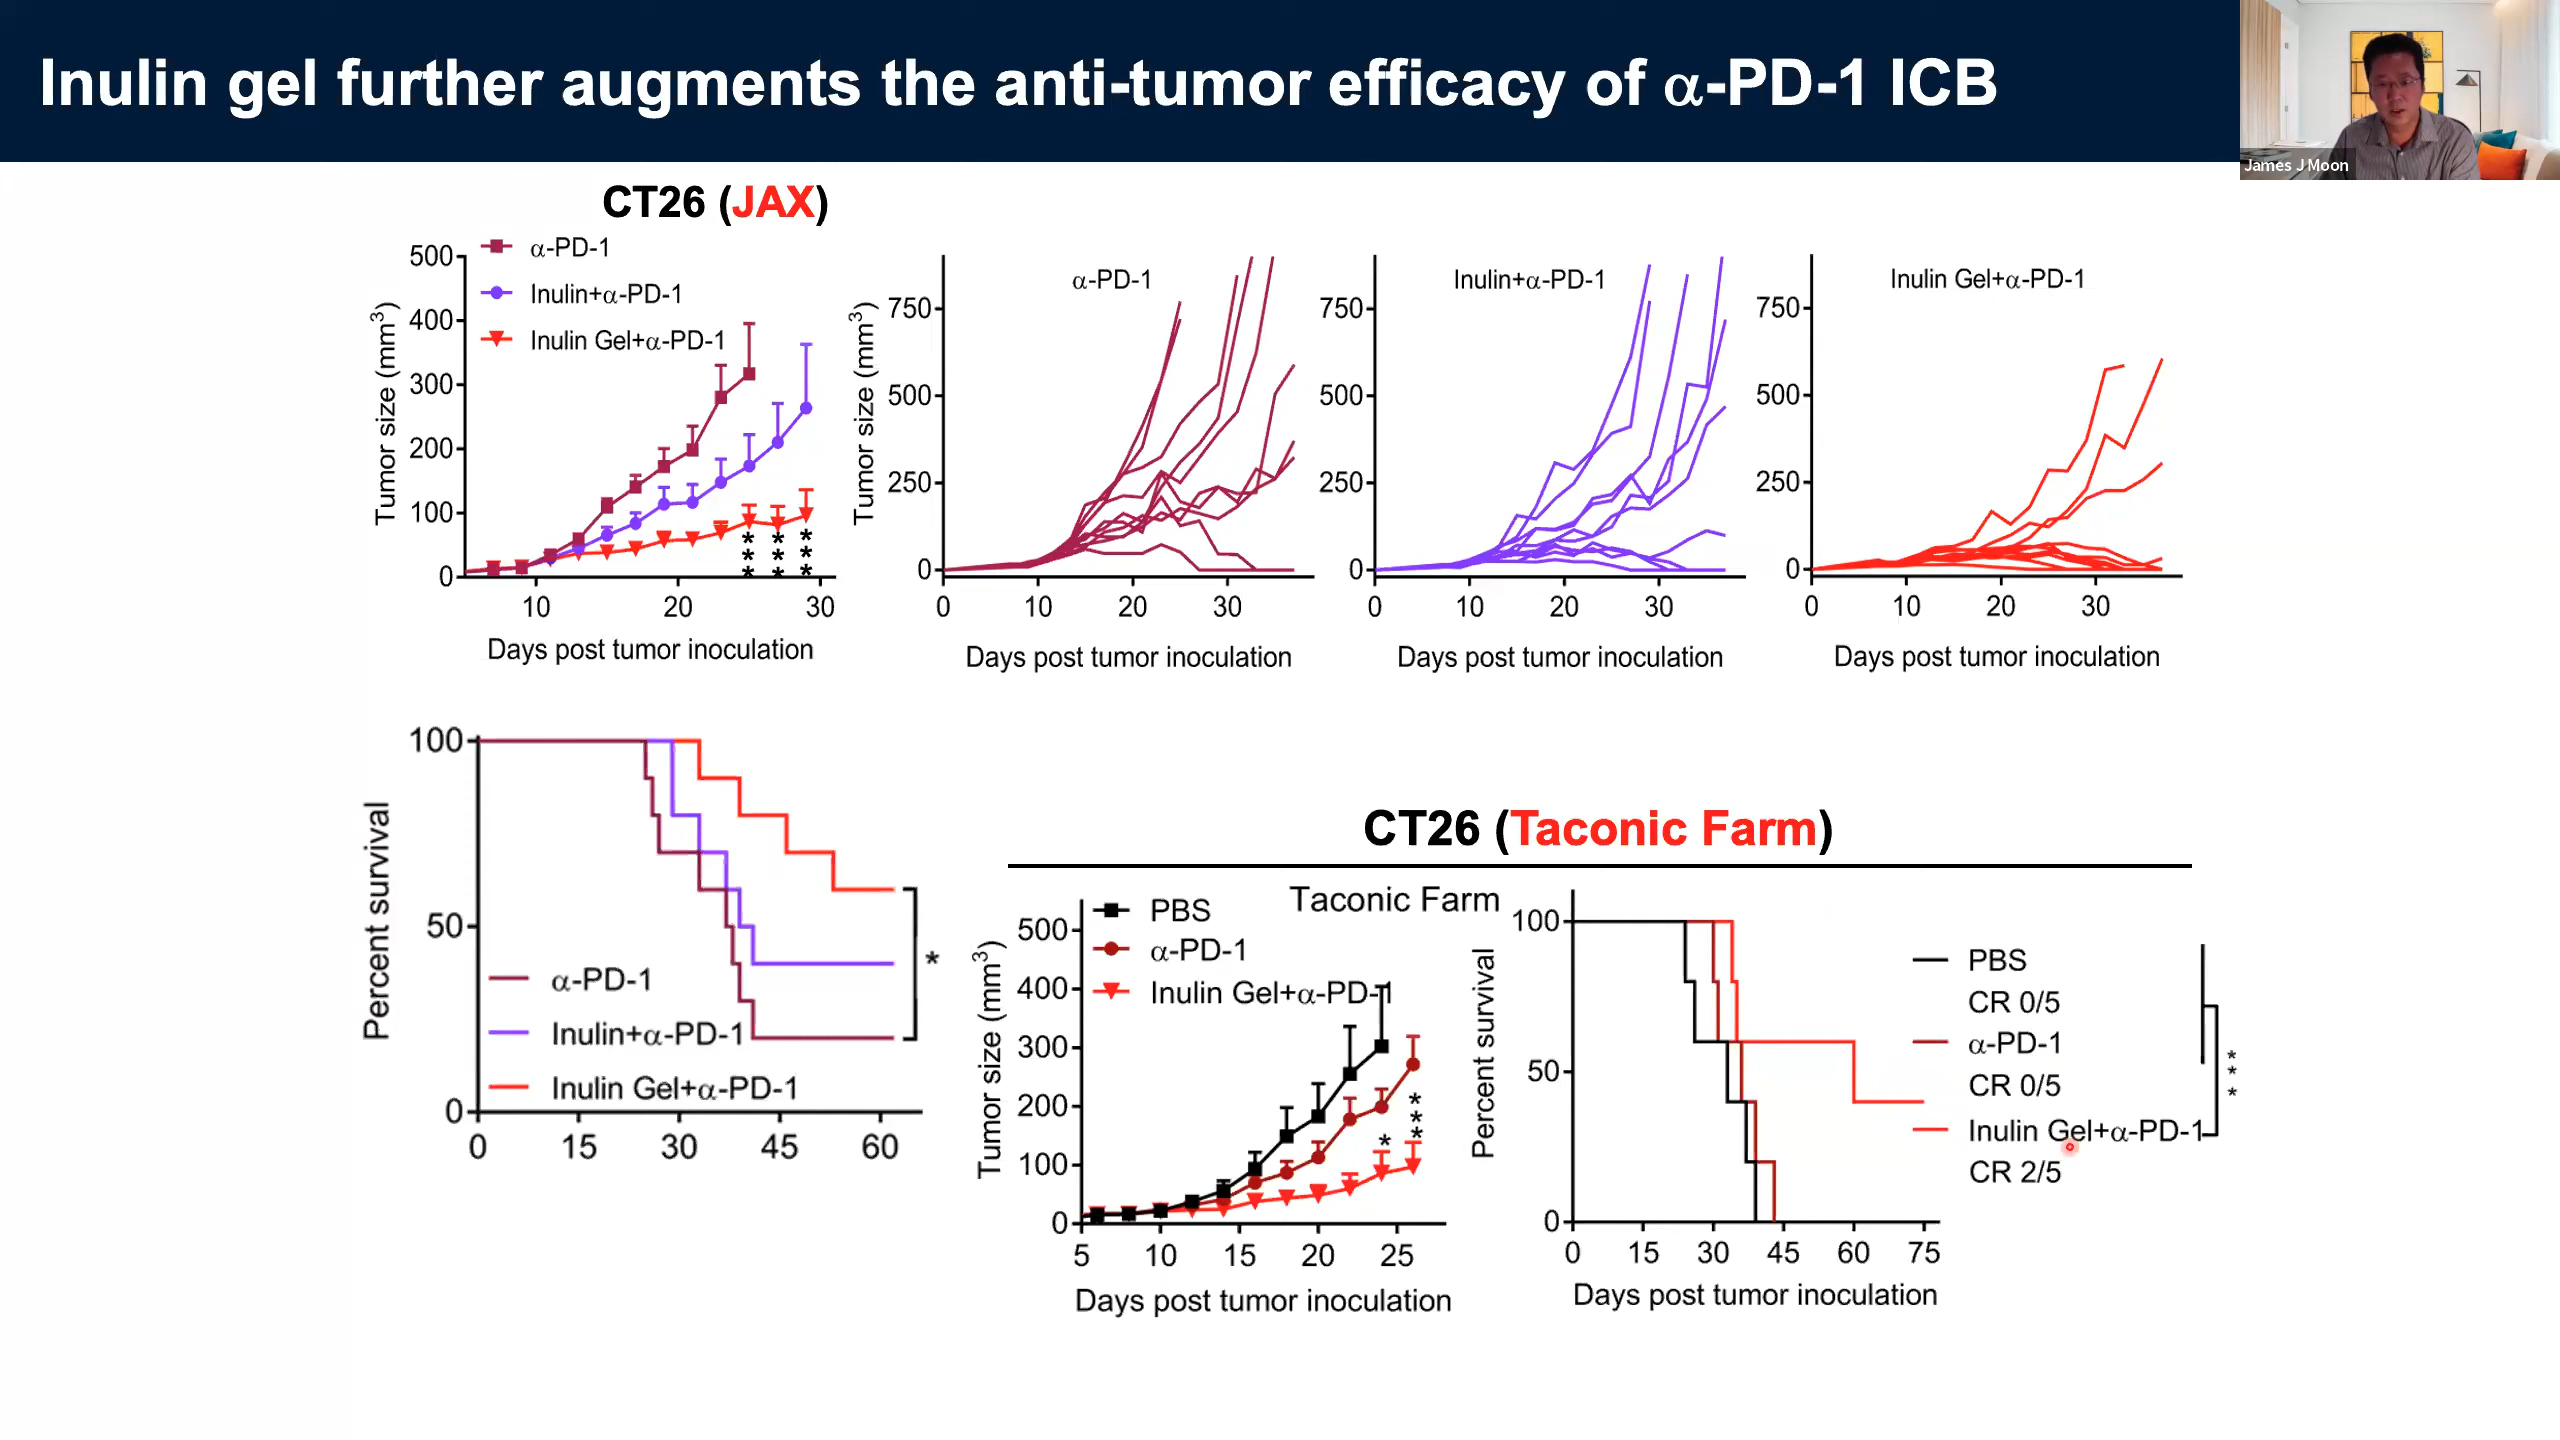 Inulin gel further augments the anti-tumor efficacy of α-PD-1 ICB
James J Moon
CT26 (JAX)
α-PD-1
Inulin+α-PD-1
Inulin Gel+α-PD-1
500
400
300
200
100
0
Tumor size (mm³)
10 20 30
Days post tumor inoculation
***
***
***
α-PD-1
750
500
250
0
Tumor size (mm³)
0 10 20 30
Days post tumor inoculation
Inulin+α-PD-1
750
500
250
0
0 10 20 30
Days post tumor inoculation
Inulin Gel+α-PD-1
750
500
250
0
0 10 20 30
Days post tumor inoculation
100
50
0
Percent survival
α-PD-1
Inulin+α-PD-1
Inulin Gel+α-PD-1
*
0 15 30 45 60
CT26 (Taconic Farm)
Taconic Farm
PBS
α-PD-1
Inulin Gel+α-PD-1
500
400
300
200
100
0
Tumor size (mm³)
*
***
5 10 15 20 25
Days post tumor inoculation
100
50
0
Percent survival
0 15 30 45 60 75
Days post tumor inoculation
PBS
CR 0/5
α-PD-1
CR 0/5
Inulin Gel+α-PD-1
CR 2/5
***